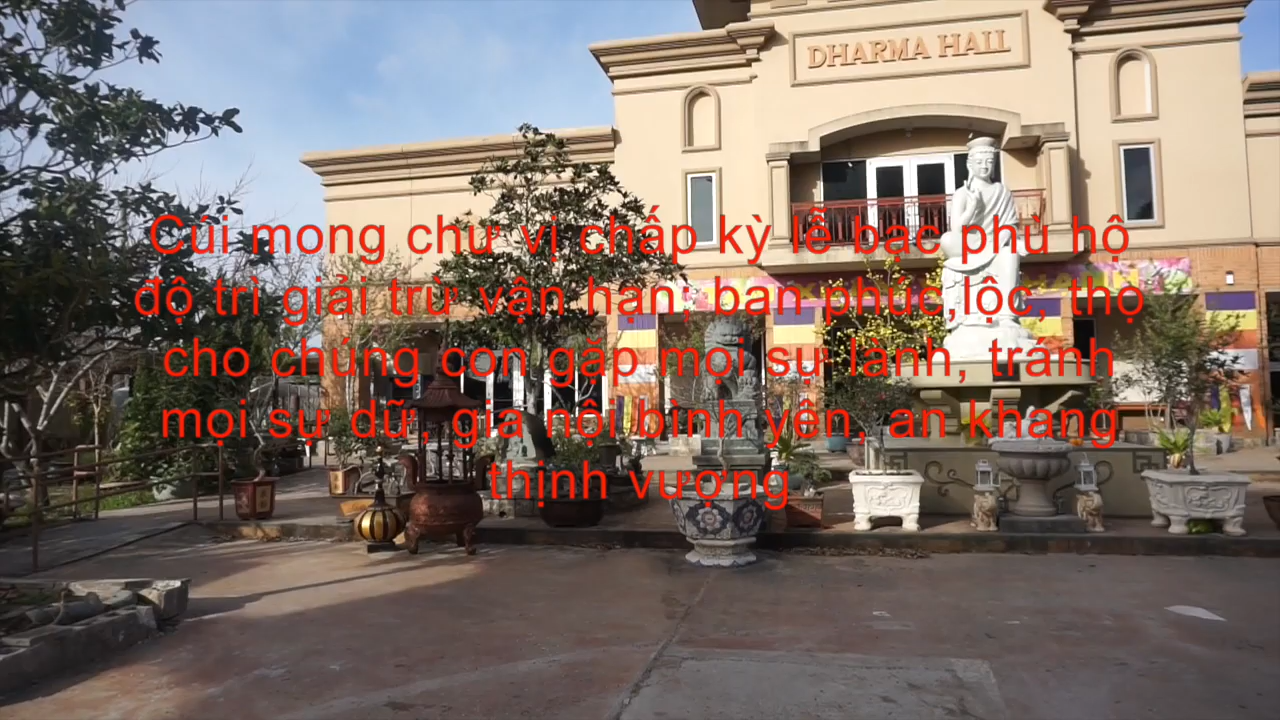 DHARMA HALL
Cúi mong chư vị chấp kỳ lễ bạc phù hộ
độ trì giải trừ vận hạn, ban phúc,lộc, thọ
cho chúng con gặp mọi sự lành, tránh
mọi sự dữ, gia nội bình yên, an khang
thịnh vượng